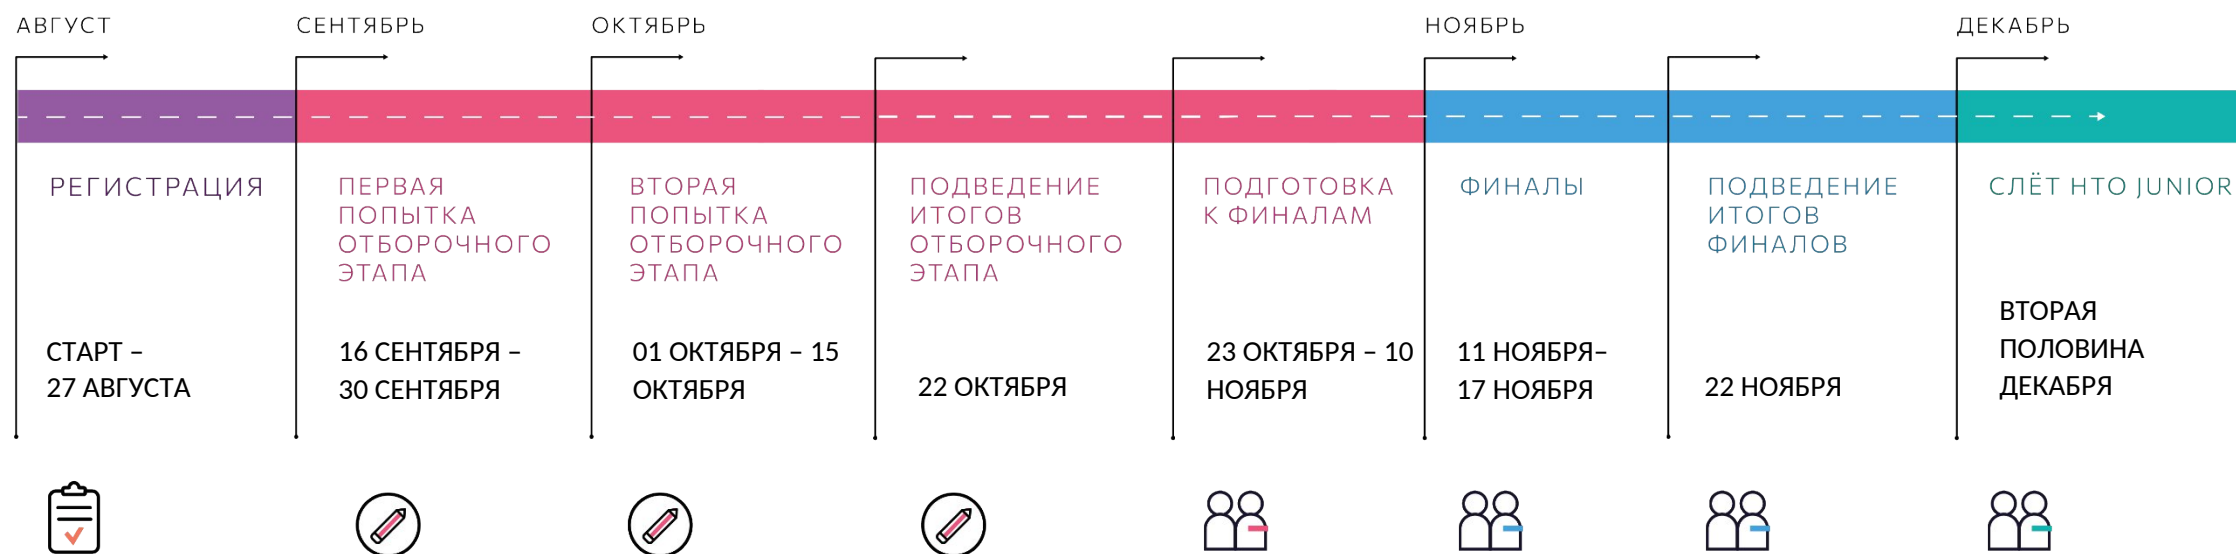 АВГУСТ
СЕНТЯБРЬ
ОКТЯБРЬ
НОЯБРЬ
ДЕКАБРЬ
РЕГИСТРАЦИЯ
СТАРТ –
27 АВГУСТА
ПЕРВАЯ
ПОПЫТКА
ОТБОРОЧНОГО
ЭТАПА
16 СЕНТЯБРЯ –
30 СЕНТЯБРЯ
ВТОРАЯ
ПОПЫТКА
ОТБОРОЧНОГО
ЭТАПА
01 ОКТЯБРЯ – 15
ОКТЯБРЯ
ПОДВЕДЕНИЕ
ИТОГОВ
ОТБОРОЧНОГО
ЭТАПА
22 ОКТЯБРЯ
ПОДГОТОВКА
К ФИНАЛАМ
23 ОКТЯБРЯ – 10
НОЯБРЯ
ФИНАЛЫ
11 НОЯБРЯ–
17 НОЯБРЯ
ПОДВЕДЕНИЕ
ИТОГОВ
ФИНАЛОВ
22 НОЯБРЯ
СЛЁТ НТО JUNIOR
ВТОРАЯ
ПОЛОВИНА
ДЕКАБРЯ